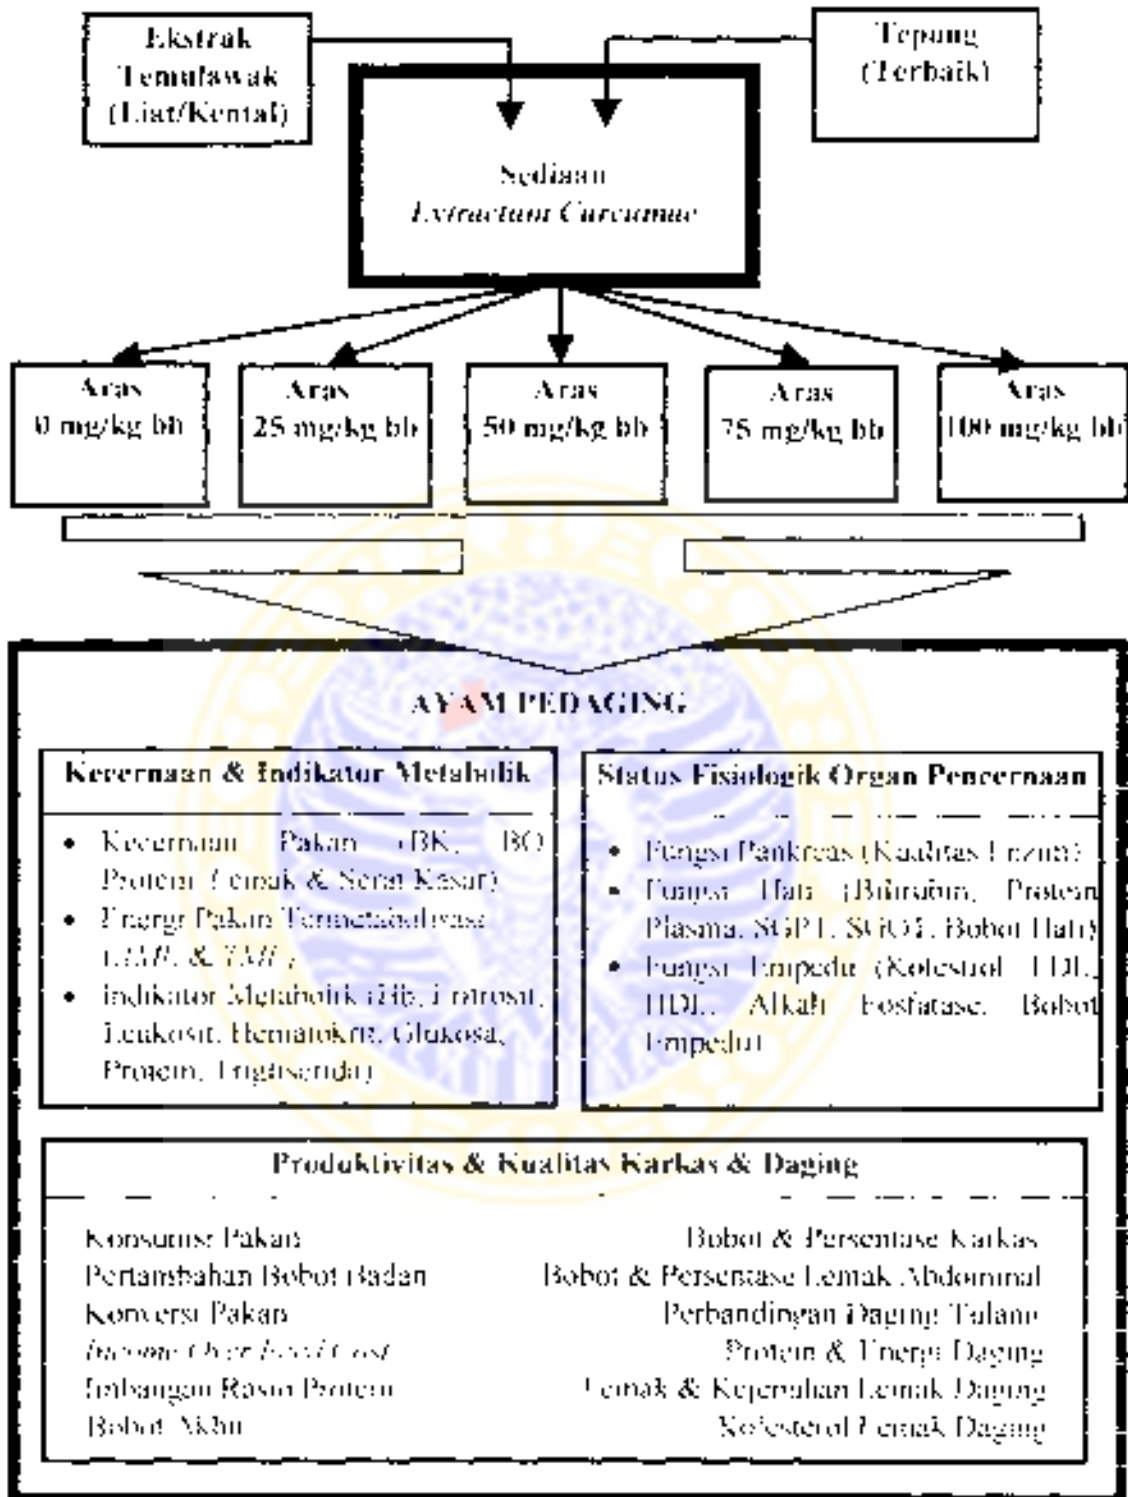 Ekstrak
Temulawak
(Liat/Kental)
Tepung
(Terbaik)
Sediaan
Extractum Curcumae
Aras
0 mg/kg bb
Aras
25 mg/kg bb
Aras
50 mg/kg bb
Aras
75 mg/kg bb
Aras
100 mg/kg bb
AYAM PEDAGING
Kecernaan & Indikator Metabolik
• Kecernaan Pakan (BK, BO
Protein, Lemak & Serat Kasar)
• Energi Pakan Termetabolisasi
& TME)
• Indikator Metabolik (Hb, Eritrosit,
Leukosit, Hematokrit, Glukosa,
Protein, Trigliserida)
Status Fisiologik Organ Pencernaan
• Fungsi Pankreas (Kualitas Enzim)
• Fungsi Hati (Bilirubin, Protein
Plasma, SGPT, SGOT, Bobot Hati)
• Fungsi Empedu (Kolestrol LDL,
HDL, Alkali Fosfatase, Bobot
Empedu)
Produktivitas & Kualitas Karkas & Daging
Konsumsi Pakan
Pertambahan Bobot Badan
Konversi Pakan
Income Over Feed Cost
Imbangan Rasio Protein
Bobot Akhir
Bobot & Persentase Karkas
Bobot & Persentase Lemak Abdominal
Perbandingan Daging Tulang
Protein & Energi Daging
Lemak & Kejenuhan Lemak Daging
Kolesterol Lemak Daging